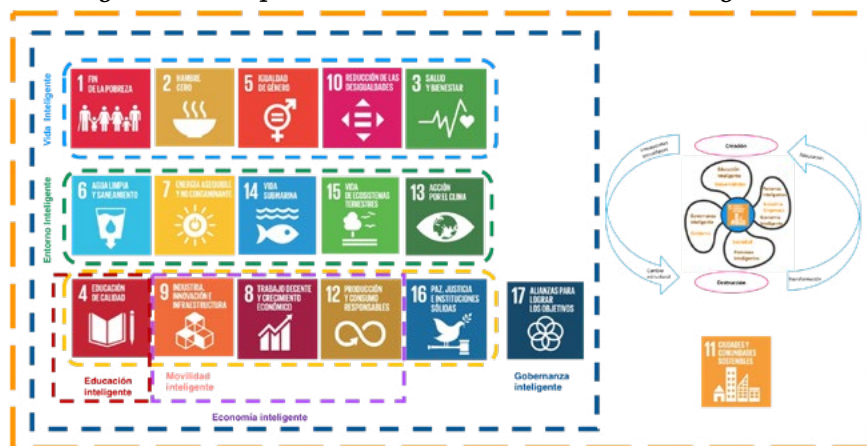 Vida Inteligente
1 FIN
DE LA POBREZA
2 HAMBRE
CERO
5 IGUALDAD
DE GÉNERO
10 REDUCCIÓN DE LAS
DESIGUALDADES
3 SALUD
Y BIENESTAR
Entorno Inteligente
6 AGUA LIMPIA
Y SANEAMIENTO
7 ENERGÍA ASEQUIBLE
Y NO CONTAMINANTE
14 VIDA
SUBMARINA
15 VIDA
DE ECOSISTEMAS
TERRESTRES
13 ACCIÓN
POR EL CLIMA
4 EDUCACIÓN
DE CALIDAD
9 INDUSTRIA,
INNOVACIÓN E
INFRAESTRUCTURA
8 TRABAJO DECENTE
Y CRECIMIENTO
ECONÓMICO
12 PRODUCCIÓN
Y CONSUMO
RESPONSABLES
16 PAZ, JUSTICIA
E INSTITUCIONES
SÓLIDAS
17 ALIANZAS PARA
LOGRAR
LOS OBJETIVOS
Educación
inteligente
Movilidad
inteligente
Gobernanza
inteligente
Economía inteligente
Creación
Educación
Inteligente
Gobernanza
Inteligente
Destrucción
Transformación
11 CIUDADES Y
COMUNIDADES
SOSTENIBLES